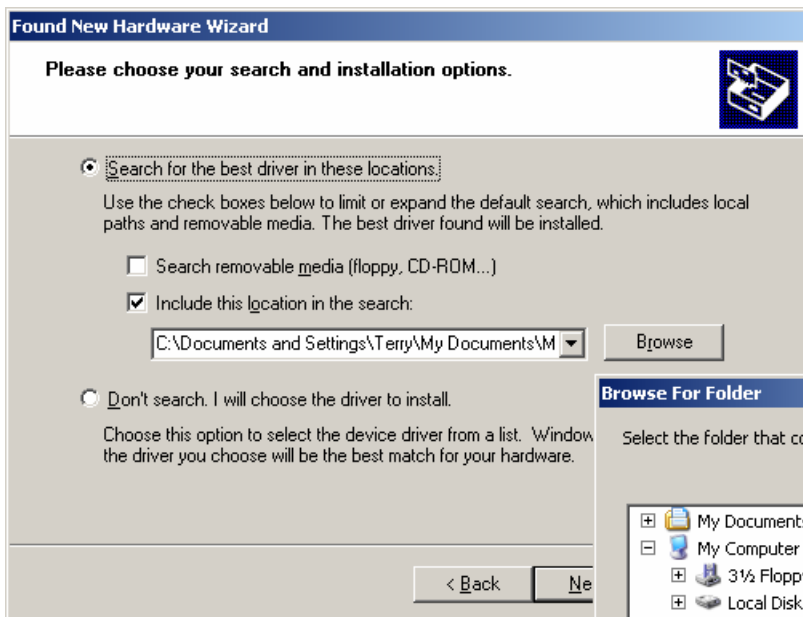 Found New Hardware Wizard
Please choose your search and installation options.
Search for the best driver in these locations.
Use the check boxes below to limit or expand the default search, which includes local
paths and removable media. The best driver found will be installed.
Search removable media (floppy, CD-ROM...)
Include this location in the search:
C:\Documents and Settings\Terry\My Documents\M
Browse
Don't search. I will choose the driver to install.
Choose this option to select the device driver from a list. Window
the driver you choose will be the best match for your hardware.
Browse For Folder
Select the folder that co
My Documents
My Computer
3½ Floppy
Local Disk
< Back
Ne